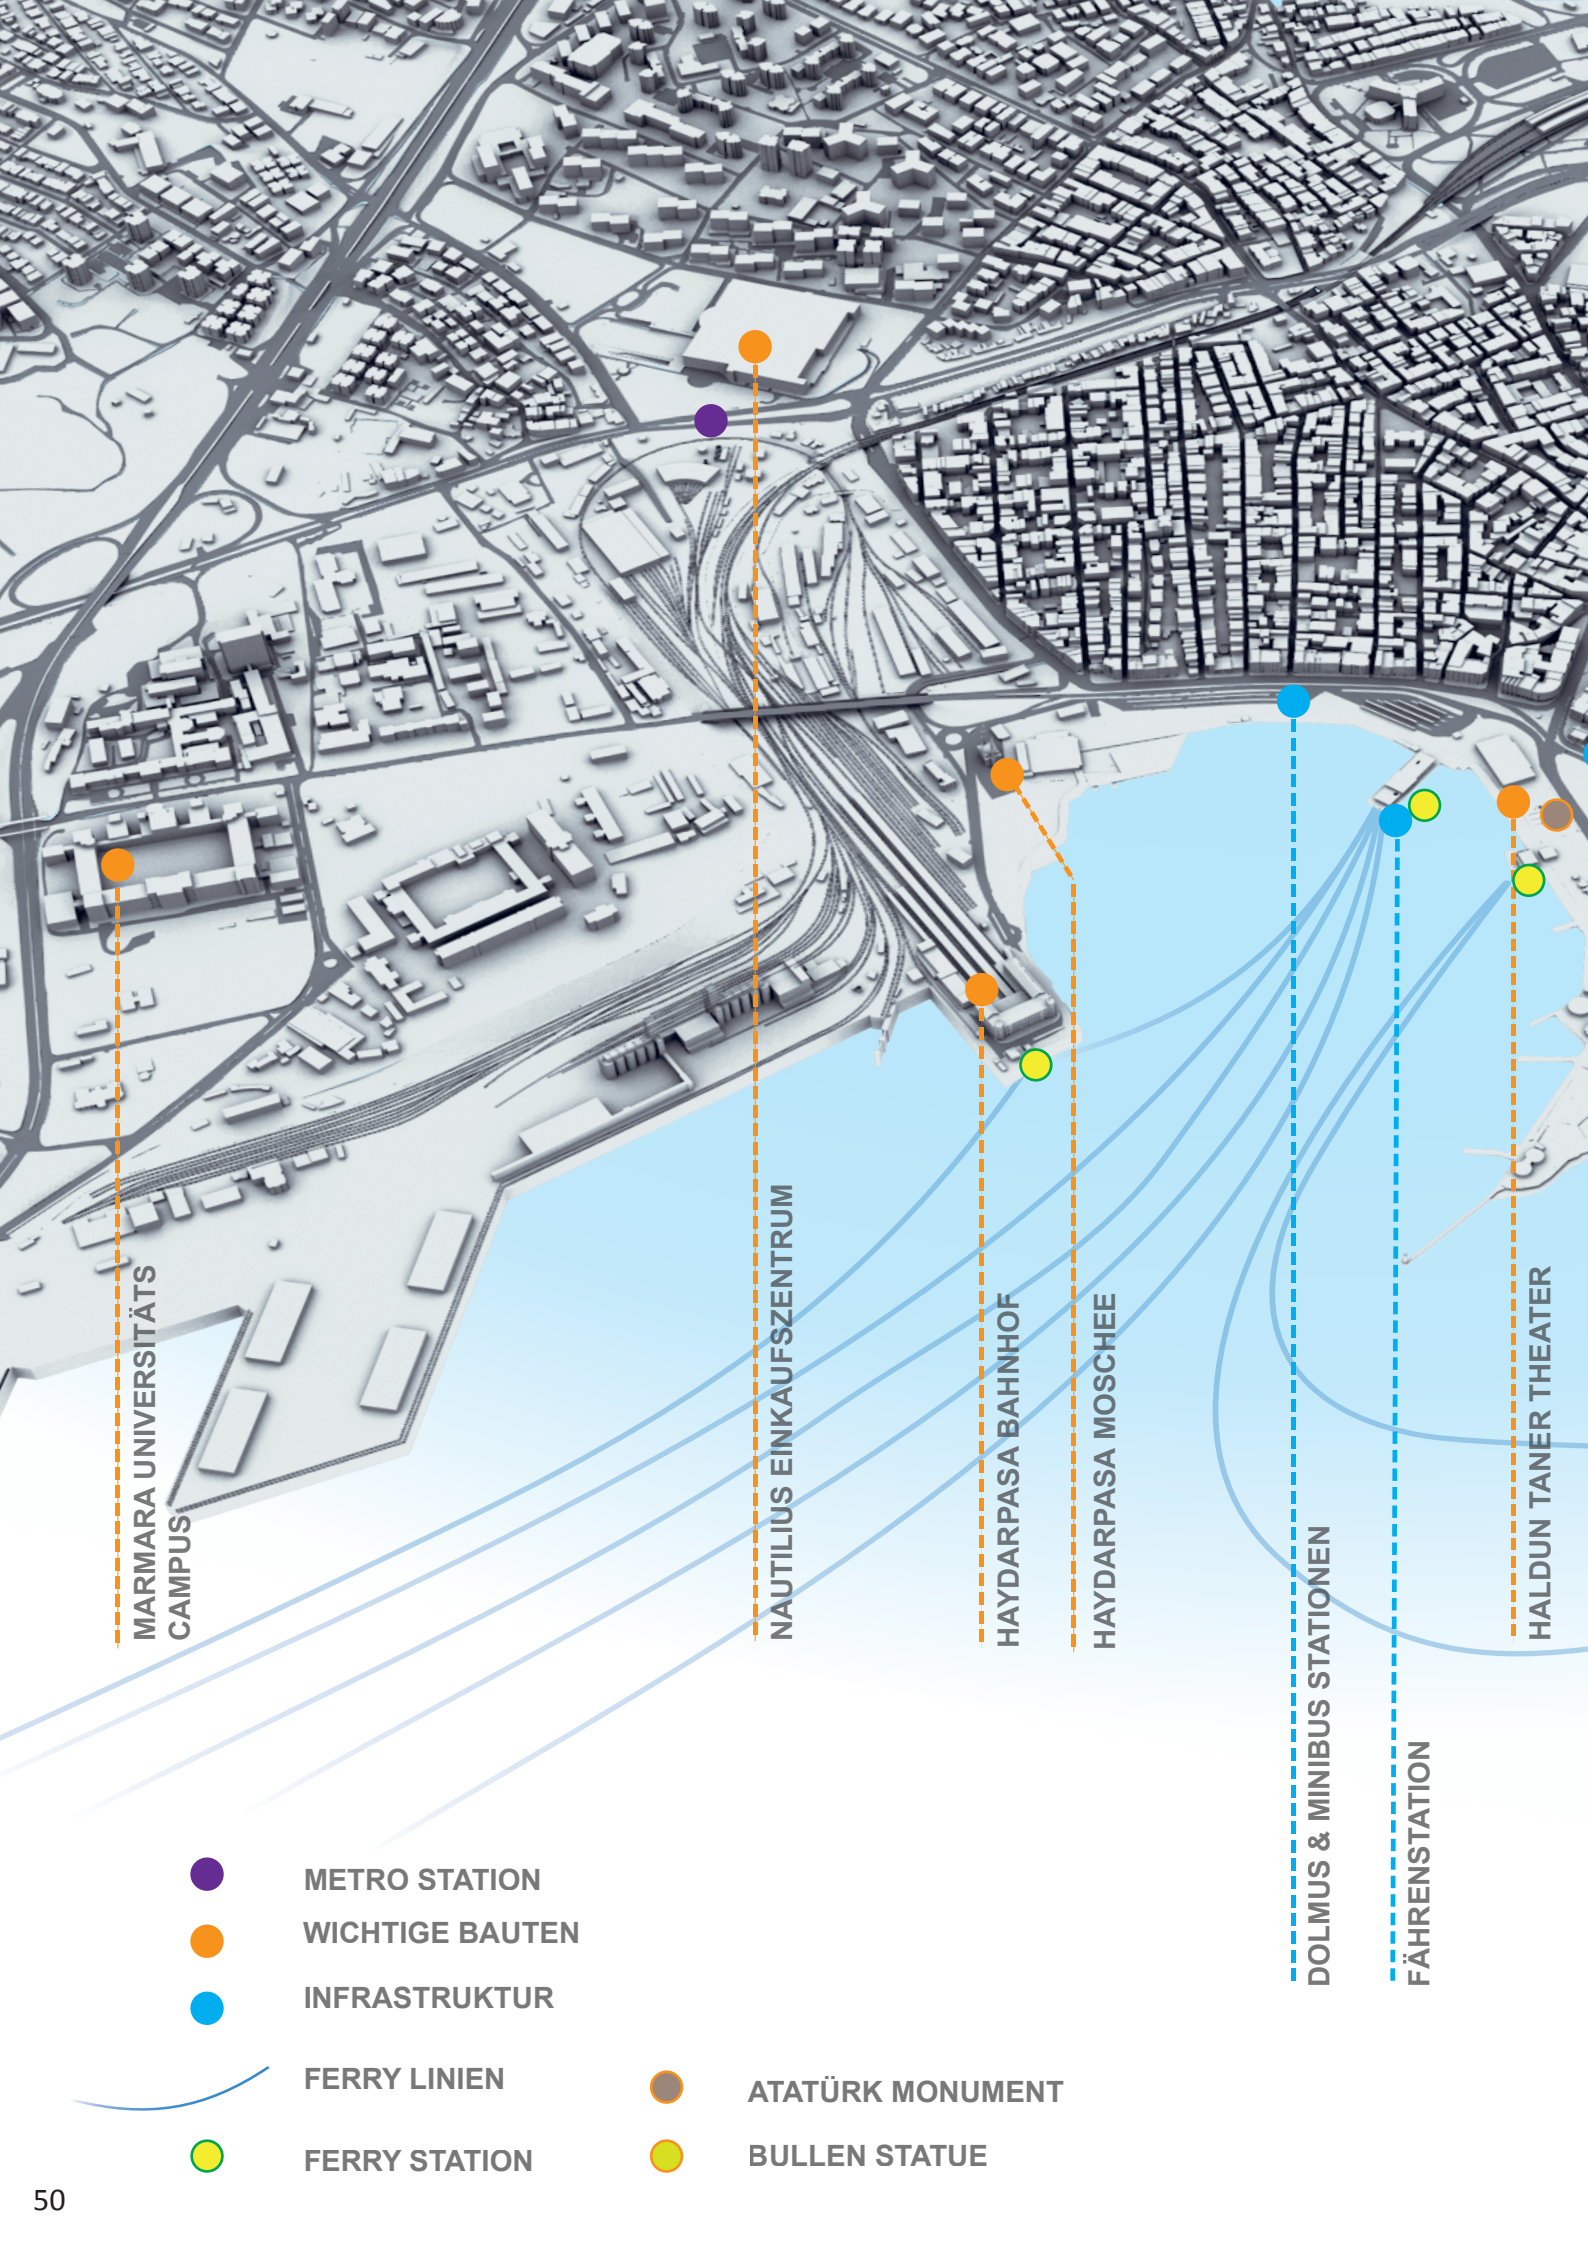 MARMARA UNIVERSITÄTS
CAMPUS
NAUTILIUS EINKAUFSZENTRUM
HAYDARPASA BAHNHOF
HAYDARPASA MOSCHEE
DOLMUS & MINIBUS STATIONEN
FÄHRENSTATION
HALDUN TANER THEATER
METRO STATION
WICHTIGE BAUTEN
INFRASTRUKTUR
FERRY LINIEN
FERRY STATION
ATATÜRK MONUMENT
BULLEN STATUE
50